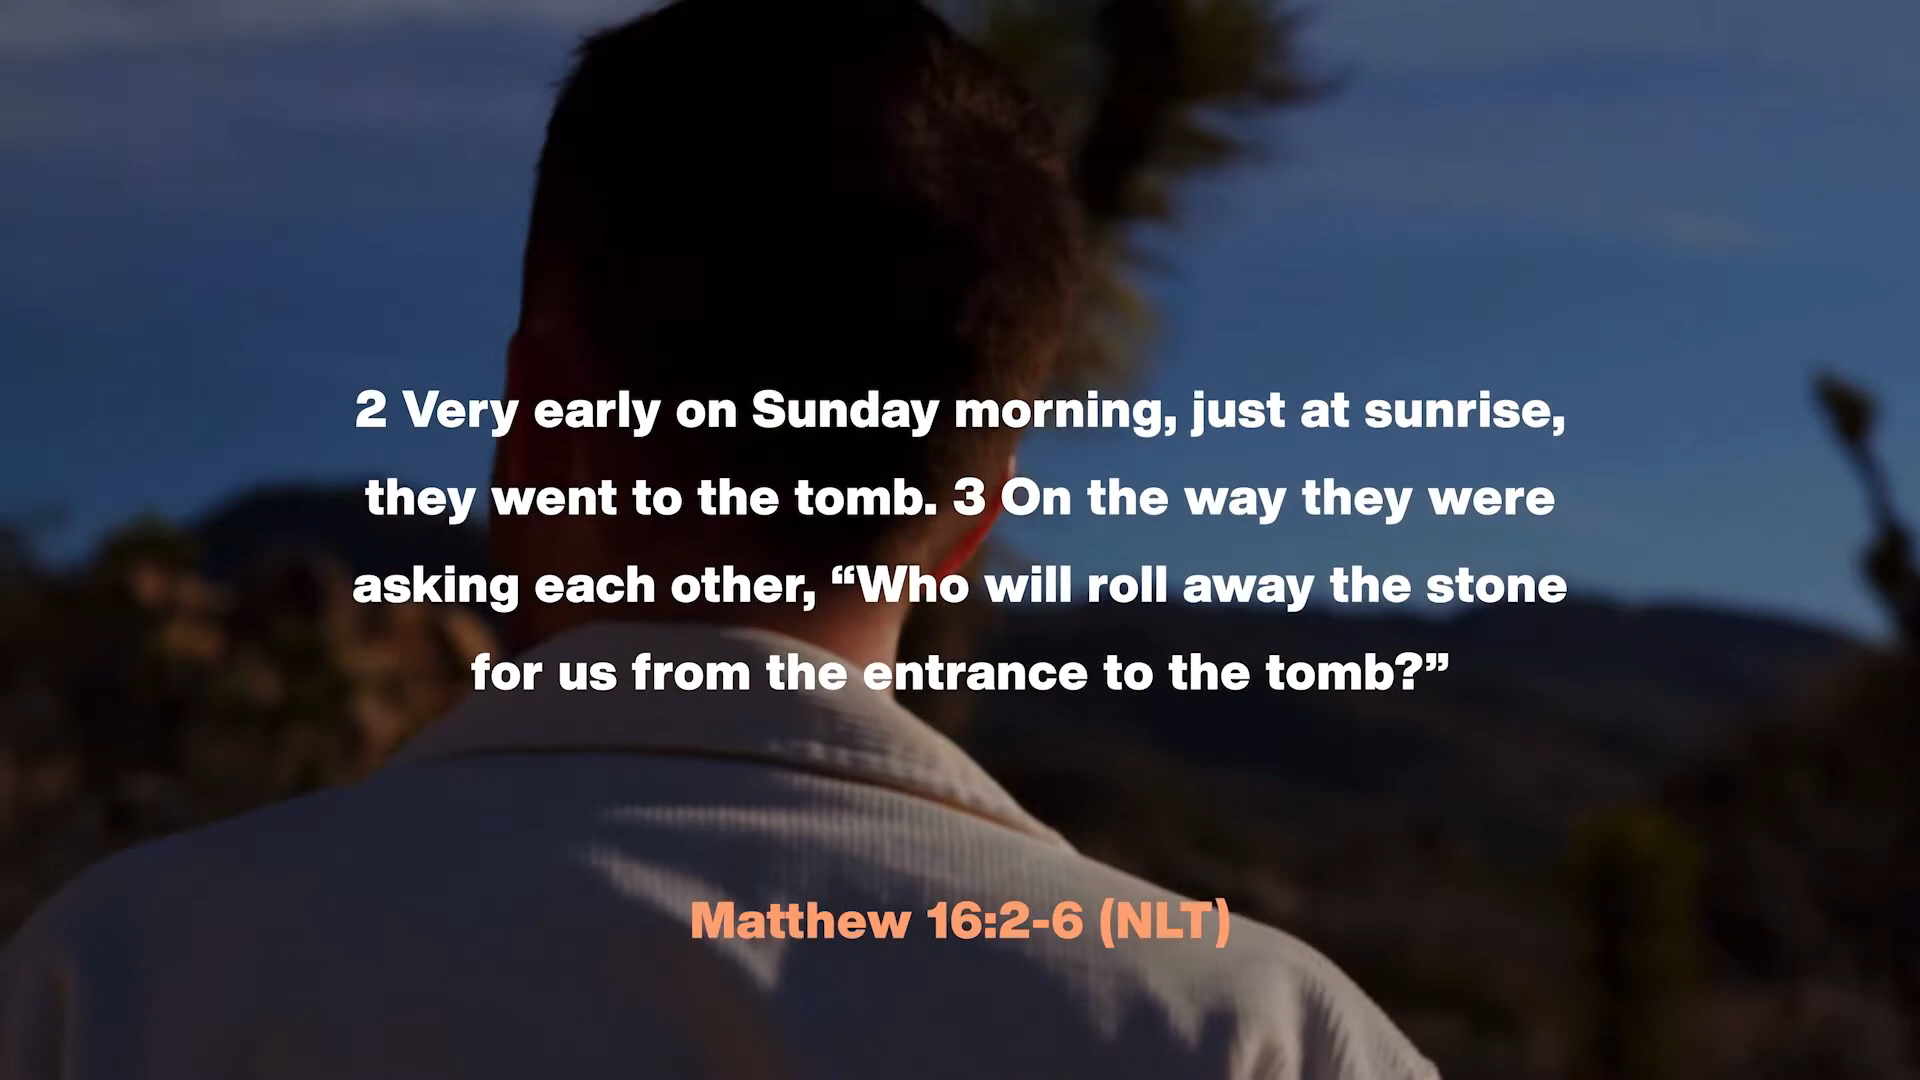 2 Very early on Sunday morning, just at sunrise,
they went to the tomb. 3 On the way they were
asking each other, “Who will roll away the stone
for us from the entrance to the tomb?”
Matthew 16:2-6 (NLT)